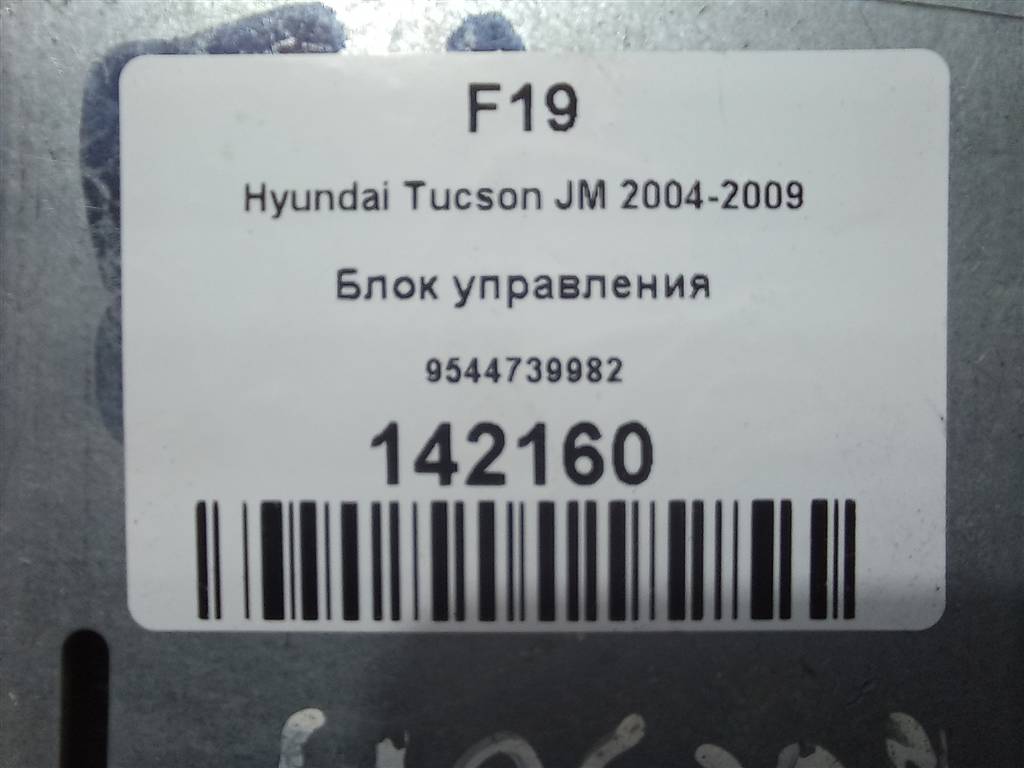 F19
Hyundai Tucson JM 2004-2009
Блок управления
9544739982
142160